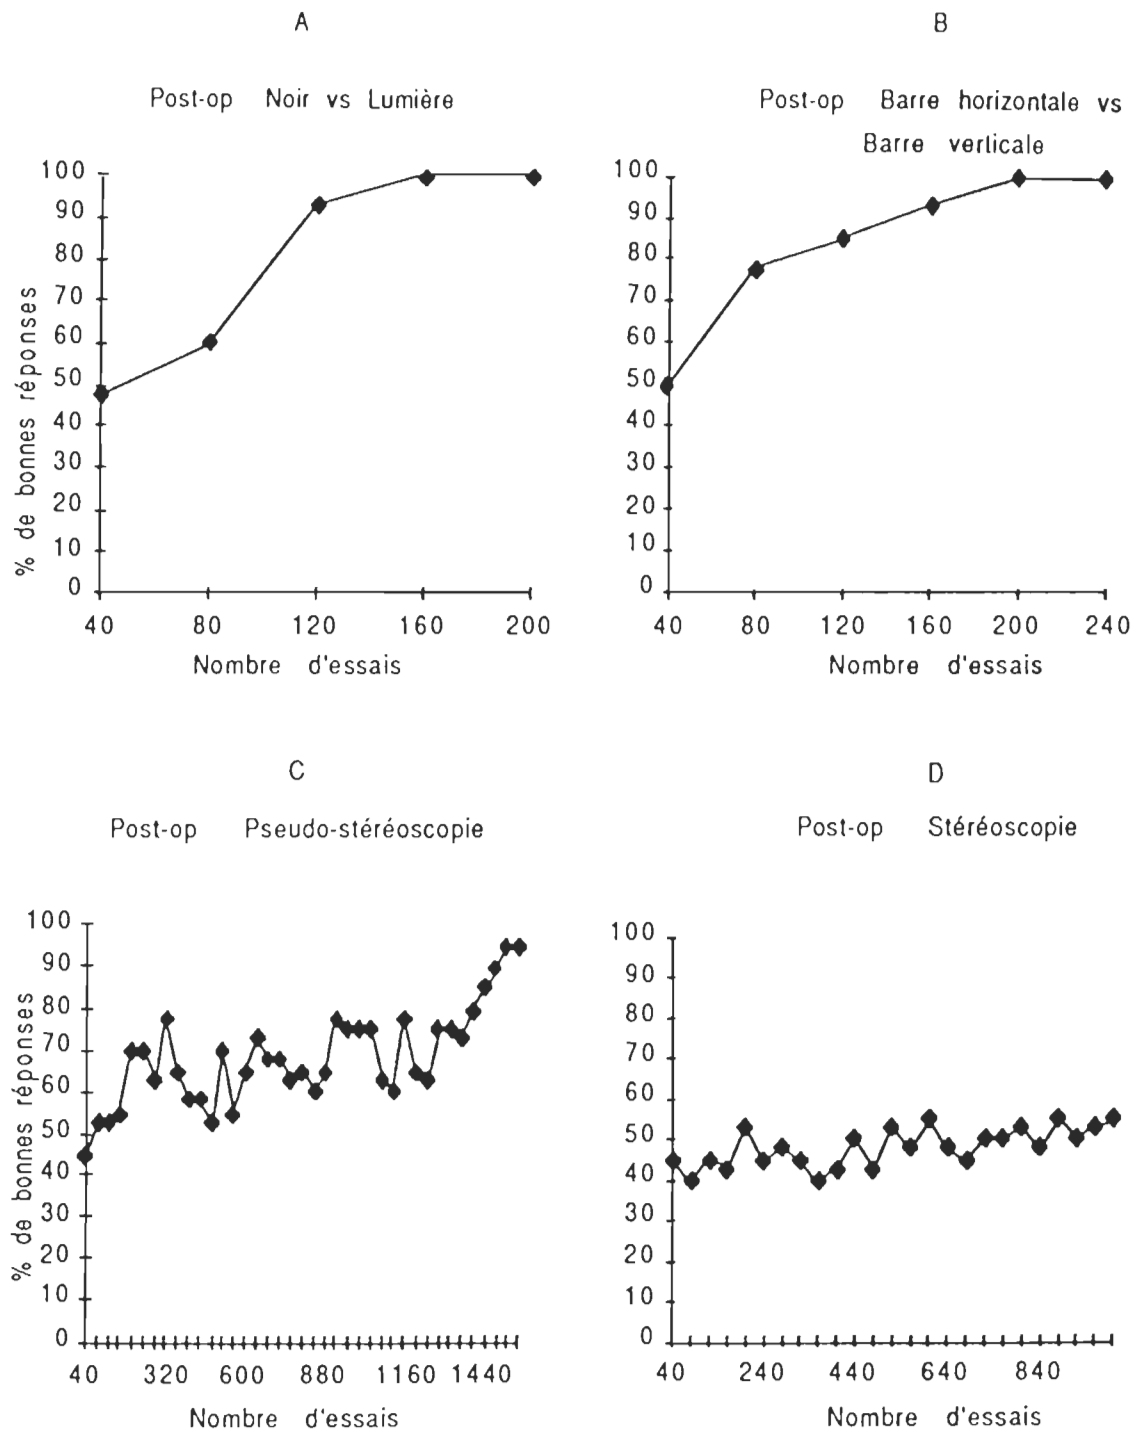 A
Post-op Noir vs Lumière
100
90
80
70
60
50
40
30
20
10
0
% de bonnes réponses
40 80 120 160 200
Nombre d'essais
B
Post-op Barre horizontale vs
Barre verticale
100
90
80
70
60
50
40
30
20
10
0
40 80 120 160 200 240
Nombre d'essais
C
Post-op Pseudo-stéréoscopie
100
90
80
70
60
50
40
30
20
10
0
% de bonnes réponses
40 320 600 880 1160 1440
Nombre d'essais
D
Post-op Stéréoscopie
100
90
80
70
60
50
40
30
20
10
0
40 240 440 640 840
Nombre d'essais